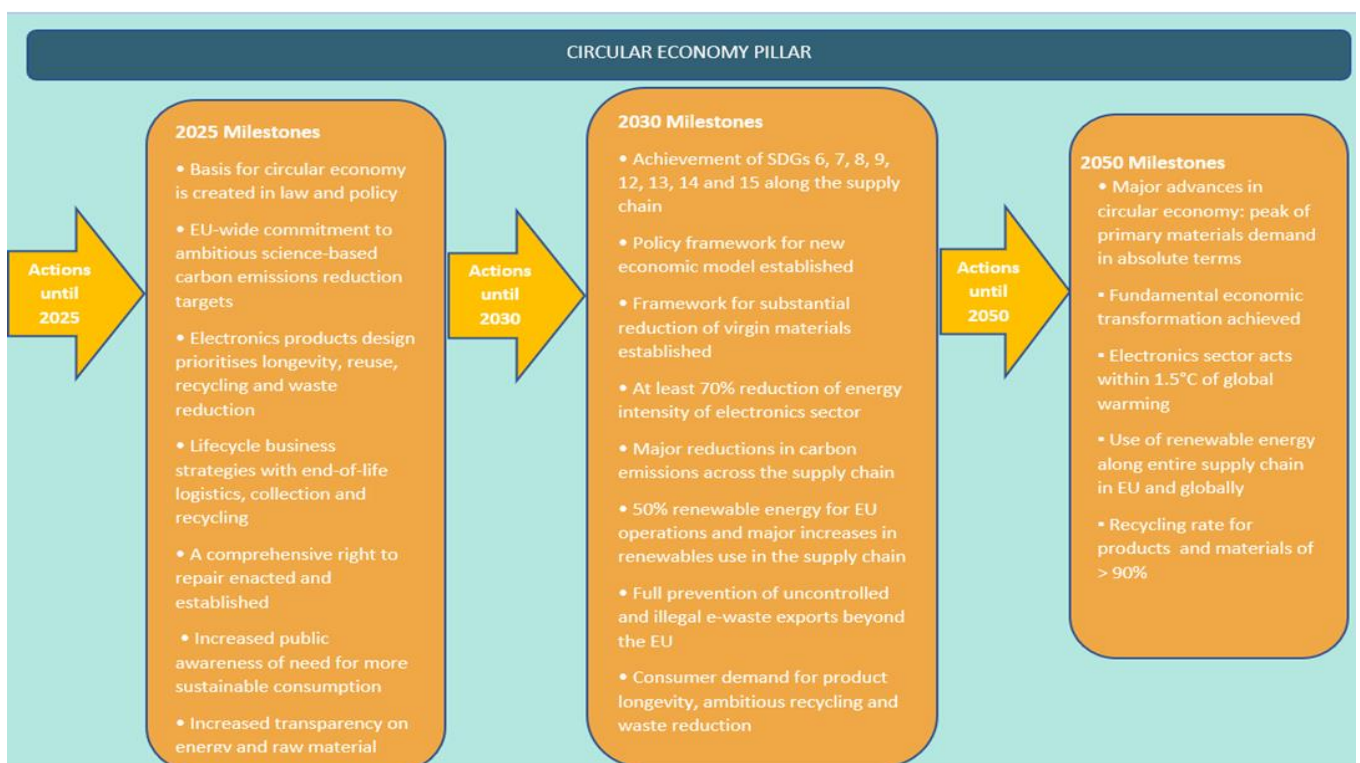 CIRCULAR ECONOMY PILLAR
Actions
until
2025
2025 Milestones
• Basis for circular economy
is created in law and policy
• EU-wide commitment to
ambitious science-based
carbon emissions reduction
targets
• Electronics products design
prioritises longevity, reuse,
recycling and waste
reduction
• Lifecycle business
strategies with end-of-life
logistics, collection and
recycling
• A comprehensive right to
repair enacted and
established
• Increased public
awareness of need for more
sustainable consumption
• Increased transparency on
energy and raw material
Actions
until
2030
2030 Milestones
• Achievement of SDGs 6, 7, 8, 9,
12, 13, 14 and 15 along the supply
chain
• Policy framework for new
economic model established
• Framework for substantial
reduction of virgin materials
established
• At least 70% reduction of energy
intensity of electronics sector
• Major reductions in carbon
emissions across the supply chain
• 50% renewable energy for EU
operations and major increases in
renewables use in the supply chain
• Full prevention of uncontrolled
and illegal e-waste exports beyond
the EU
• Consumer demand for product
longevity, ambitious recycling and
waste reduction
Actions
until
2050
2050 Milestones
• Major advances in
circular economy: peak of
primary materials demand
in absolute terms
▪ Fundamental economic
transformation achieved
▪ Electronics sector acts
within 1.5°C of global
warming
▪ Use of renewable energy
along entire supply chain
in EU and globally
▪ Recycling rate for
products and materials of
> 90%